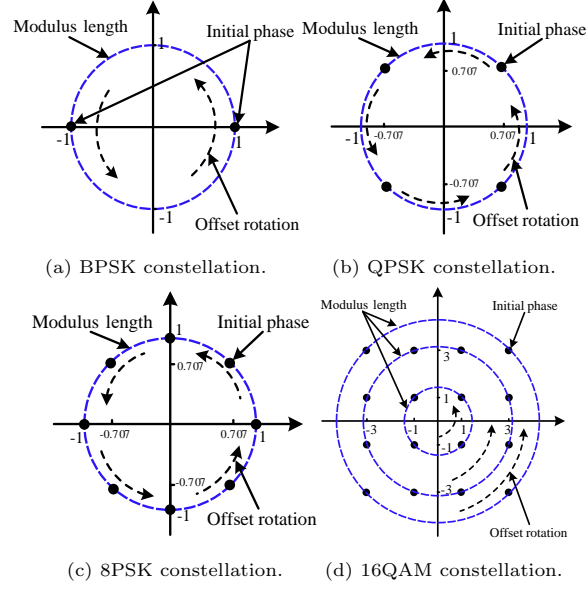 Modulus length
Initial phase
1
-1
1
-1
Offset rotation
(a) BPSK constellation.
Modulus length
Initial phase
1
0.707
-1
-0.707
0.707
1
-0.707
-1
Offset rotation
(b) QPSK constellation.
Modulus length
Initial phase
1
0.707
-1
-0.707
0.707
1
-0.707
-1
Offset rotation
(c) 8PSK constellation.
Modulus length
Initial phase
3
1
-3
-1
1
3
-1
-3
Offset rotation
(d) 16QAM constellation.